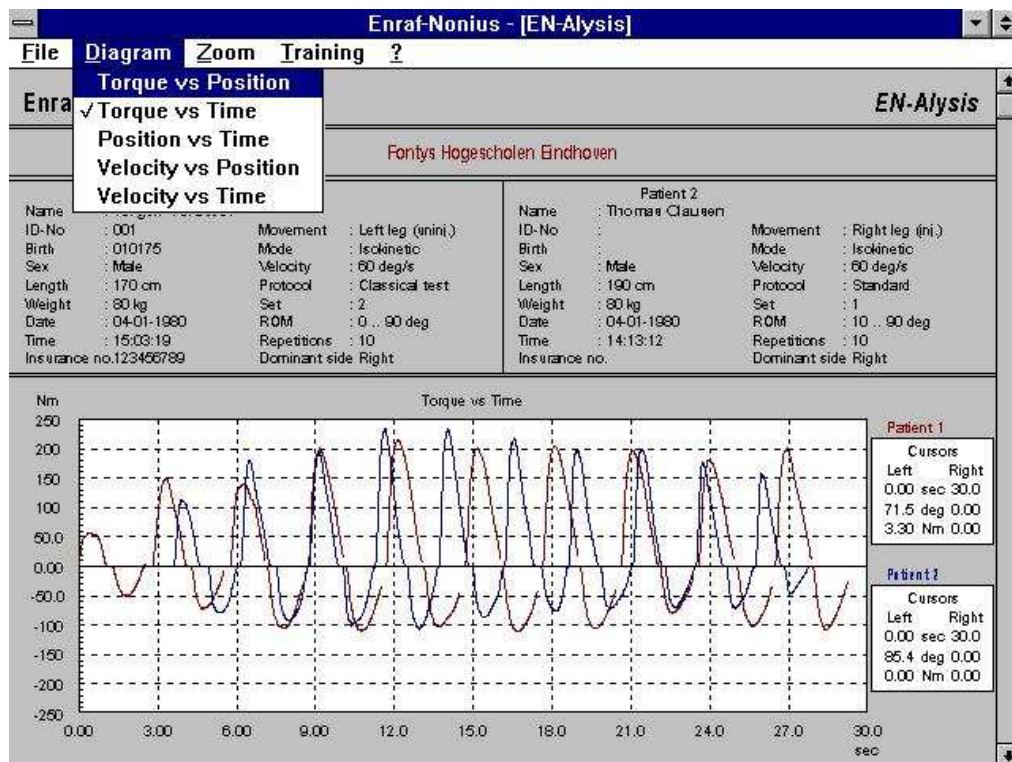 Enraf-Nonius - [EN-Alysis]
File Diagram Zoom Training ?
Torque vs Position
√ Torque vs Time
Position vs Time
Velocity vs Position
Velocity vs Time
Enra
EN-Alysis
Fontys Hogescholen Eindhoven
Name :
ID-No : 001 Movement : Left leg (uninj.)
Birth : 010175 Mode : Isokinetic
Sex : Male Velocity : 60 deg/s
Length : 170 cm Protocol : Classical test
Weight : 80 kg Set : 2
Date : 04-01-1980 ROM : 0 .. 90 deg
Time : 15:03:19 Repetitions : 10
Insurance no.123456789 Dominant side Right
Patient 2
Name : Thomas Clausen
ID-No : Movement : Right leg (inj.)
Birth : Mode : Isokinetic
Sex : Male Velocity : 60 deg/s
Length : 190 cm Protocol : Standard
Weight : 80 kg Set : 1
Date : 04-01-1980 ROM : 10 .. 90 deg
Time : 14:13:12 Repetitions : 10
Insurance no. Dominant side Right
Nm Torque vs Time
250
200
150
100
50.0
0.00
-50.0
-100
-150
-200
-250
0.00 3.00 6.00 9.00 12.0 15.0 18.0 21.0 24.0 27.0 30.0
sec
Patient 1
Cursors
Left Right
0.00 sec 30.0
71.5 deg 0.00
3.30 Nm 0.00
Patient 2
Cursors
Left Right
0.00 sec 30.0
85.4 deg 0.00
0.00 Nm 0.00